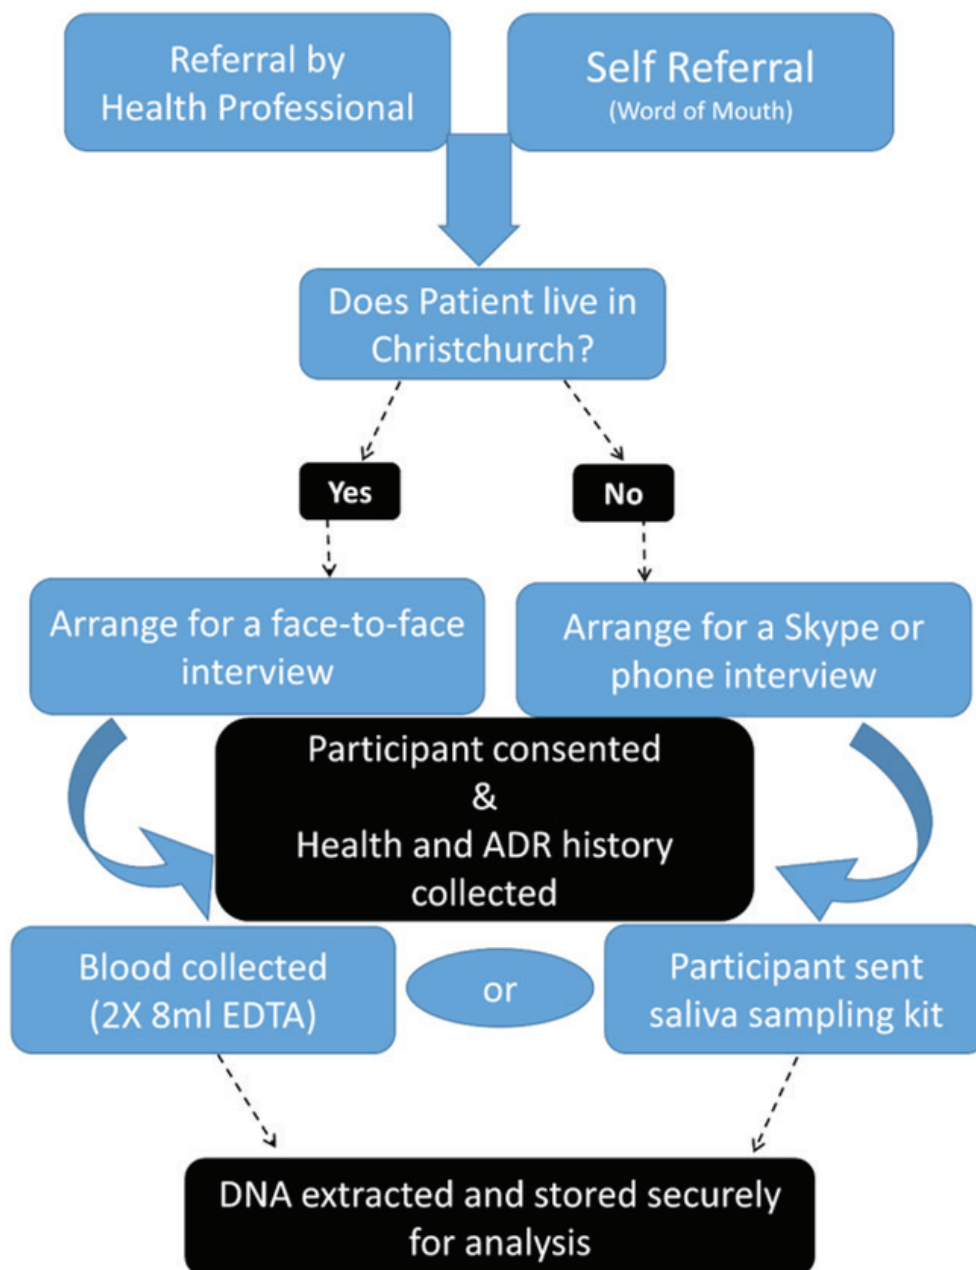 Referral by
Health Professional
Self Referral
(Word of Mouth)
Does Patient live in
Christchurch?
Yes
No
Arrange for a face-to-face
interview
Arrange for a Skype or
phone interview
Participant consented
&
Health and ADR history
collected
Blood collected
(2X 8ml EDTA)
or
Participant sent
saliva sampling kit
DNA extracted and stored securely
for analysis